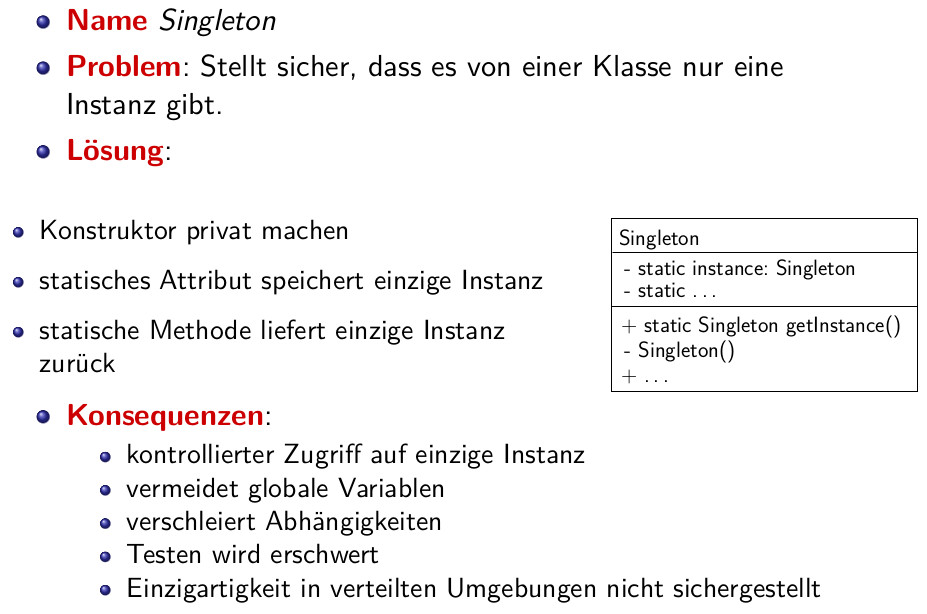 Name Singleton
Problem: Stellt sicher, dass es von einer Klasse nur eine
Instanz gibt.
Lösung:
Konstruktor privat machen
statisches Attribut speichert einzige Instanz
statische Methode liefert einzige Instanz
zurück
Singleton
- static instance: Singleton
- static . . .
+ static Singleton getInstance()
- Singleton()
+ . . .
Konsequenzen:
kontrollierter Zugriff auf einzige Instanz
vermeidet globale Variablen
verschleiert Abhängigkeiten
Testen wird erschwert
Einzigartigkeit in verteilten Umgebungen nicht sichergestellt